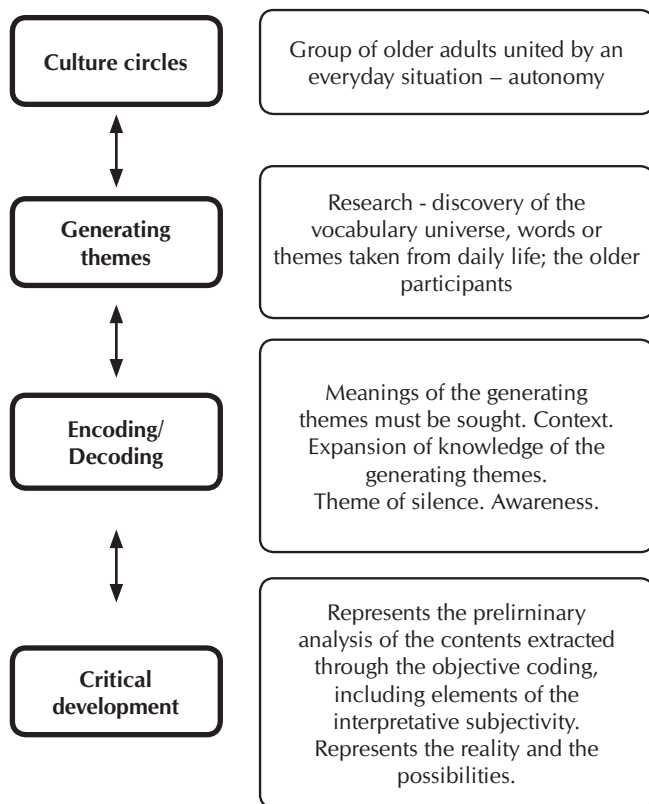 Culture circles
Group of older adults united by an
everyday situation – autonomy
Generating
themes
Research - discovery of the
vocabulary universe, words or
themes taken from daily life; the older
participants
Encoding/
Decoding
Meanings of the generating
themes must be sought. Context.
Expansion of knowledge of the
generating themes.
Theme of silence. Awareness.
Critical
development
Represents the prelirninary
analysis of the contents extracted
through the objective coding,
including elements of the
interpretative subjectivity.
Represents the reality and the
possibilities.